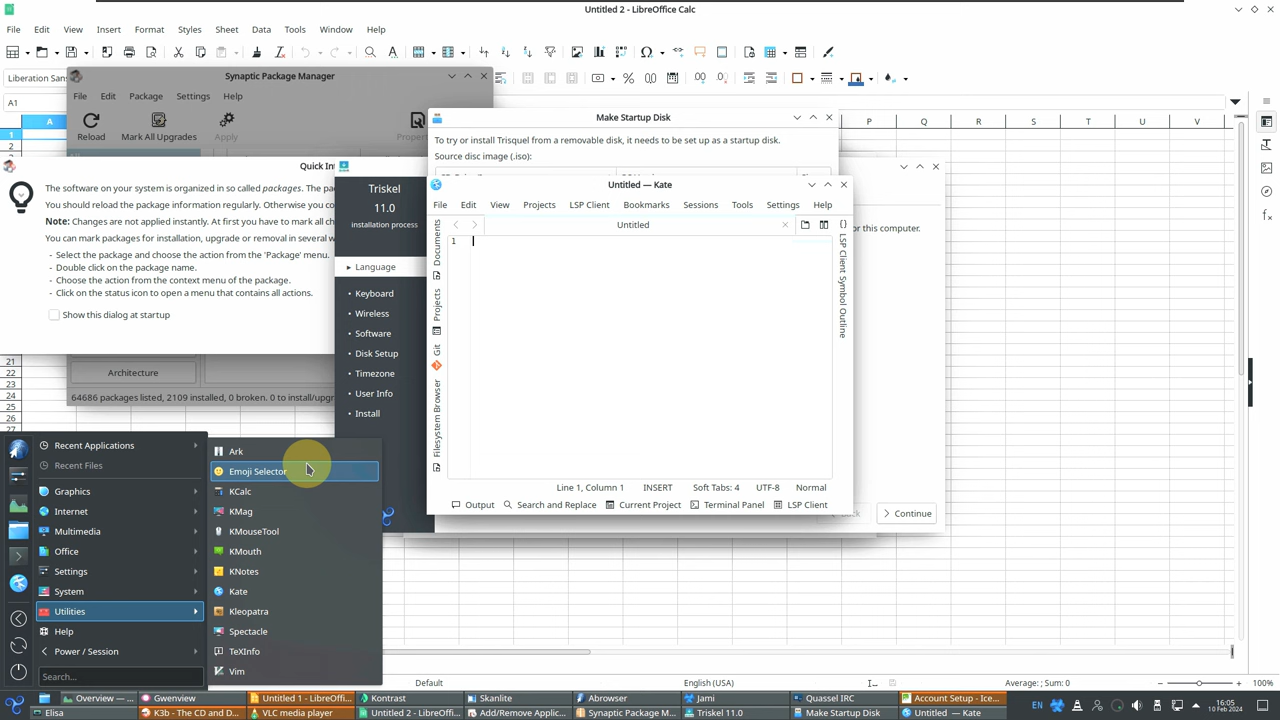 Untitled 2 - LibreOffice Calc
File Edit View Insert Format Styles Sheet Data Tools Window Help
Liberation Sans
A1
A P Q R S T U V
1
2
Synaptic Package Manager
File Edit Package Settings Help
Reload Mark All Upgrades Apply
Make Startup Disk
To try or install Trisquel from a removable disk, it needs to be set up as a startup disk.
Source disc image (.iso):
Quick Int
The software on your system is organized in so called packages. The pa
You should reload the package information regularly. Otherwise you co
Note: Changes are not applied instantly. At first you have to mark all ch
You can mark packages for installation, upgrade or removal in several w
- Select the package and choose the action from the 'Package' menu.
- Double click on the package name.
- Choose the action from the context menu of the package.
- Click on the status icon to open a menu that contains all actions.
Show this dialog at startup
Architecture
64686 packages listed, 2109 installed, 0 broken. 0 to install/upgr
21
22
23
24
25
26
27
Triskel
11.0
installation process
Language
Keyboard
Wireless
Software
Disk Setup
Timezone
User Info
Install
or this computer.
Continue
Untitled — Kate
File Edit View Projects LSP Client Bookmarks Sessions Tools Settings Help
Untitled
1
Documents
Projects
Git
Filesystem Browser
LSP Client Symbol Outline
Line 1, Column 1 INSERT Soft Tabs: 4 UTF-8 Normal
Output Search and Replace Current Project Terminal Panel LSP Client
Recent Applications
Recent Files
Graphics
Internet
Multimedia
Office
Settings
System
Utilities
Help
Power / Session
Search...
Ark
Emoji Selector
KCalc
KMag
KMouseTool
KMouth
KNotes
Kate
Kleopatra
Spectacle
TeXInfo
Vim
Default English (USA) Average: ; Sum: 0 100%
Overview — ... Gwenview Untitled 1 - LibreOffi... Kontrast Skanlite Abrowser Jami Quassel IRC Account Setup - Ice...
Elisa K3b - The CD and D... VLC media player Untitled 2 - LibreOffi... Add/Remove Applic... Synaptic Package M... Triskel 11.0 Make Startup Disk Untitled — Kate
EN
16:05
10 Feb 2024